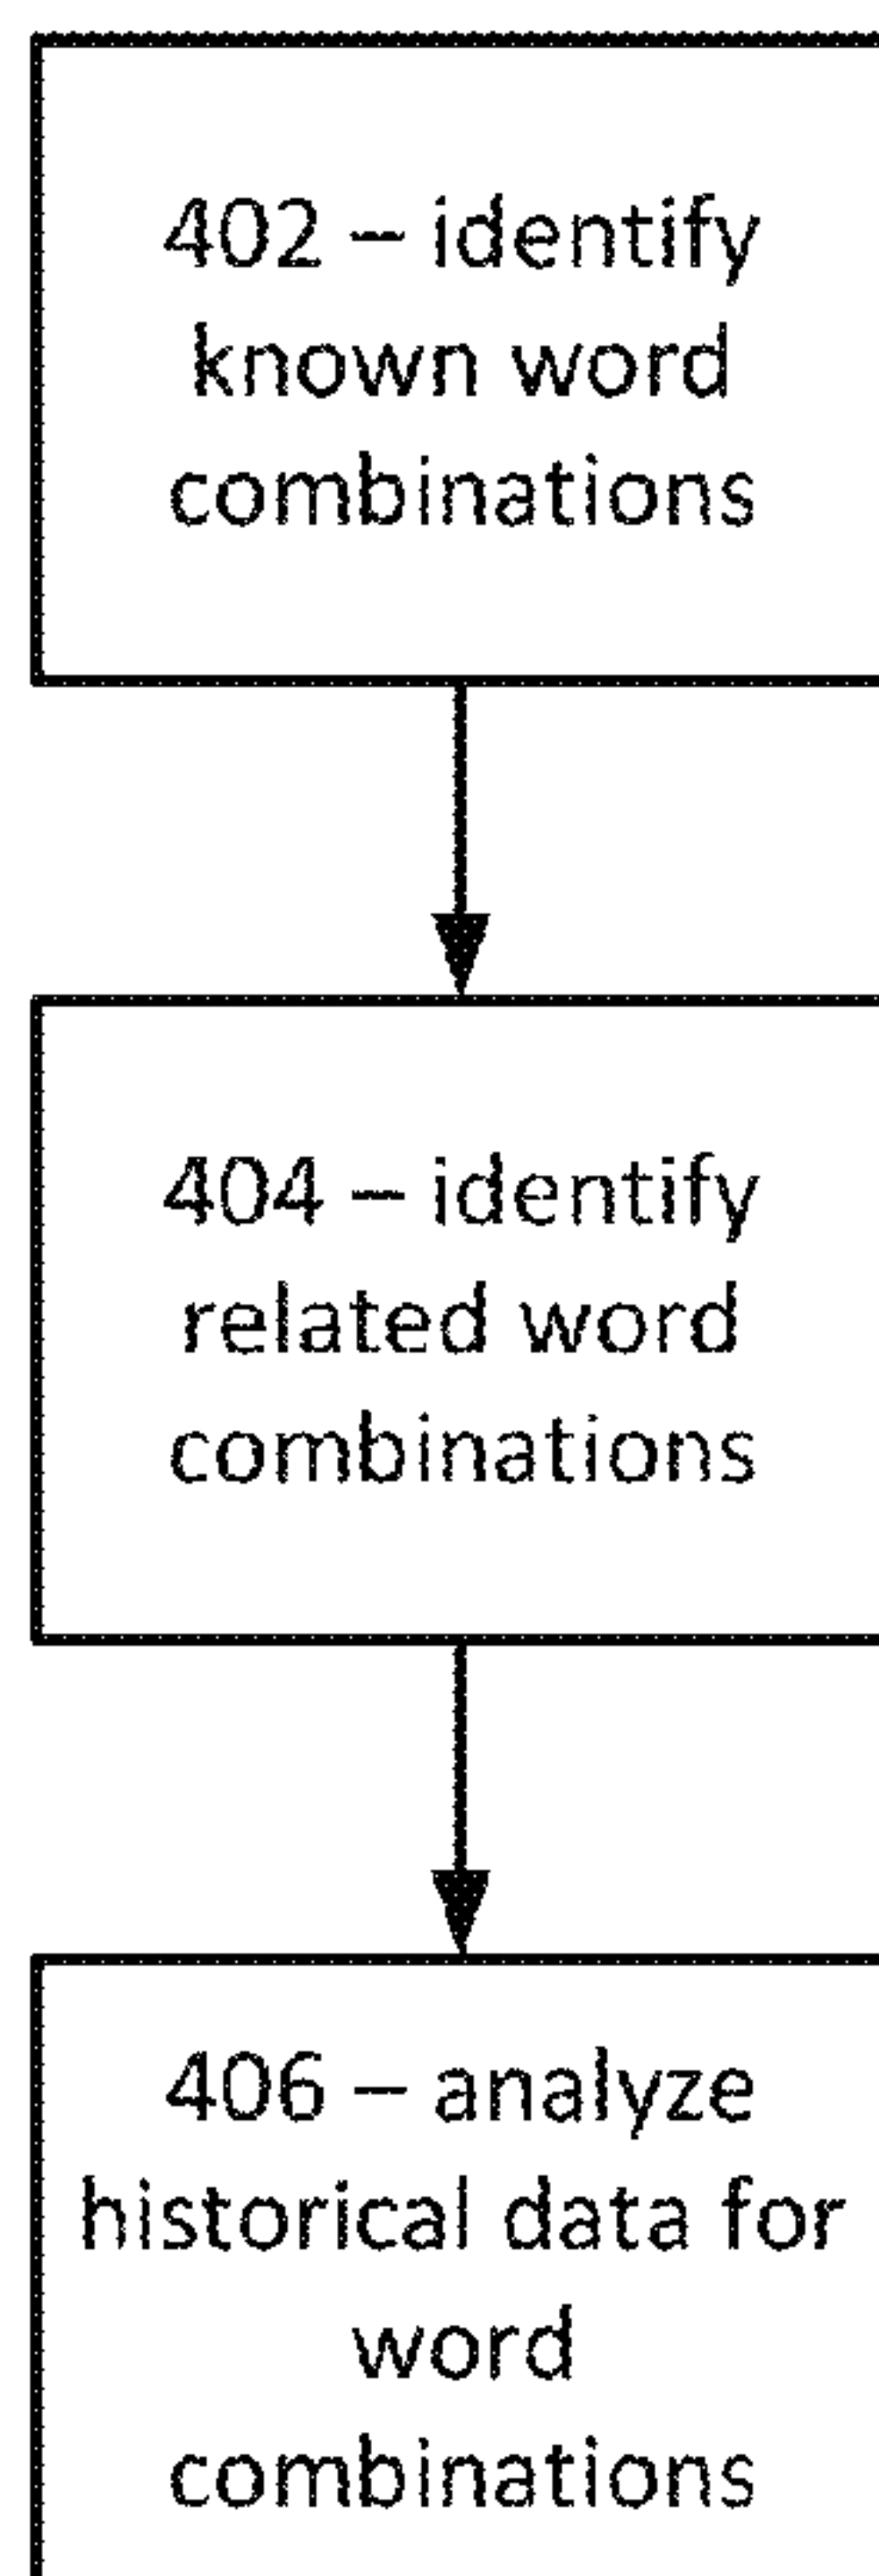 402 – identify
known word
combinations
404 – identify
related word
combinations
406 – analyze
historical data for
word
combinations